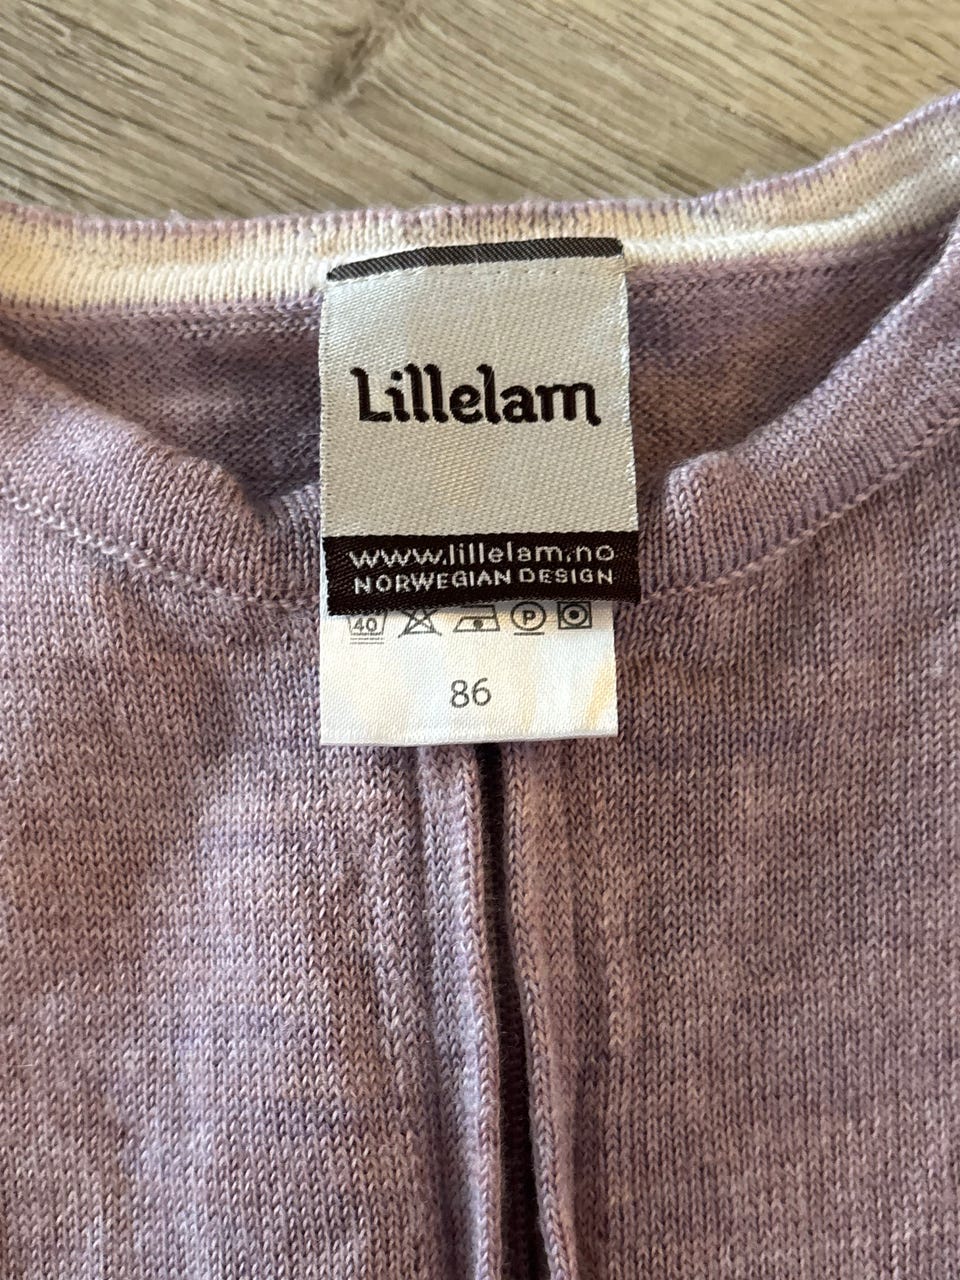 Lillelam
www.lillelam.no
NORWEGIAN DESIGN
40 P
86